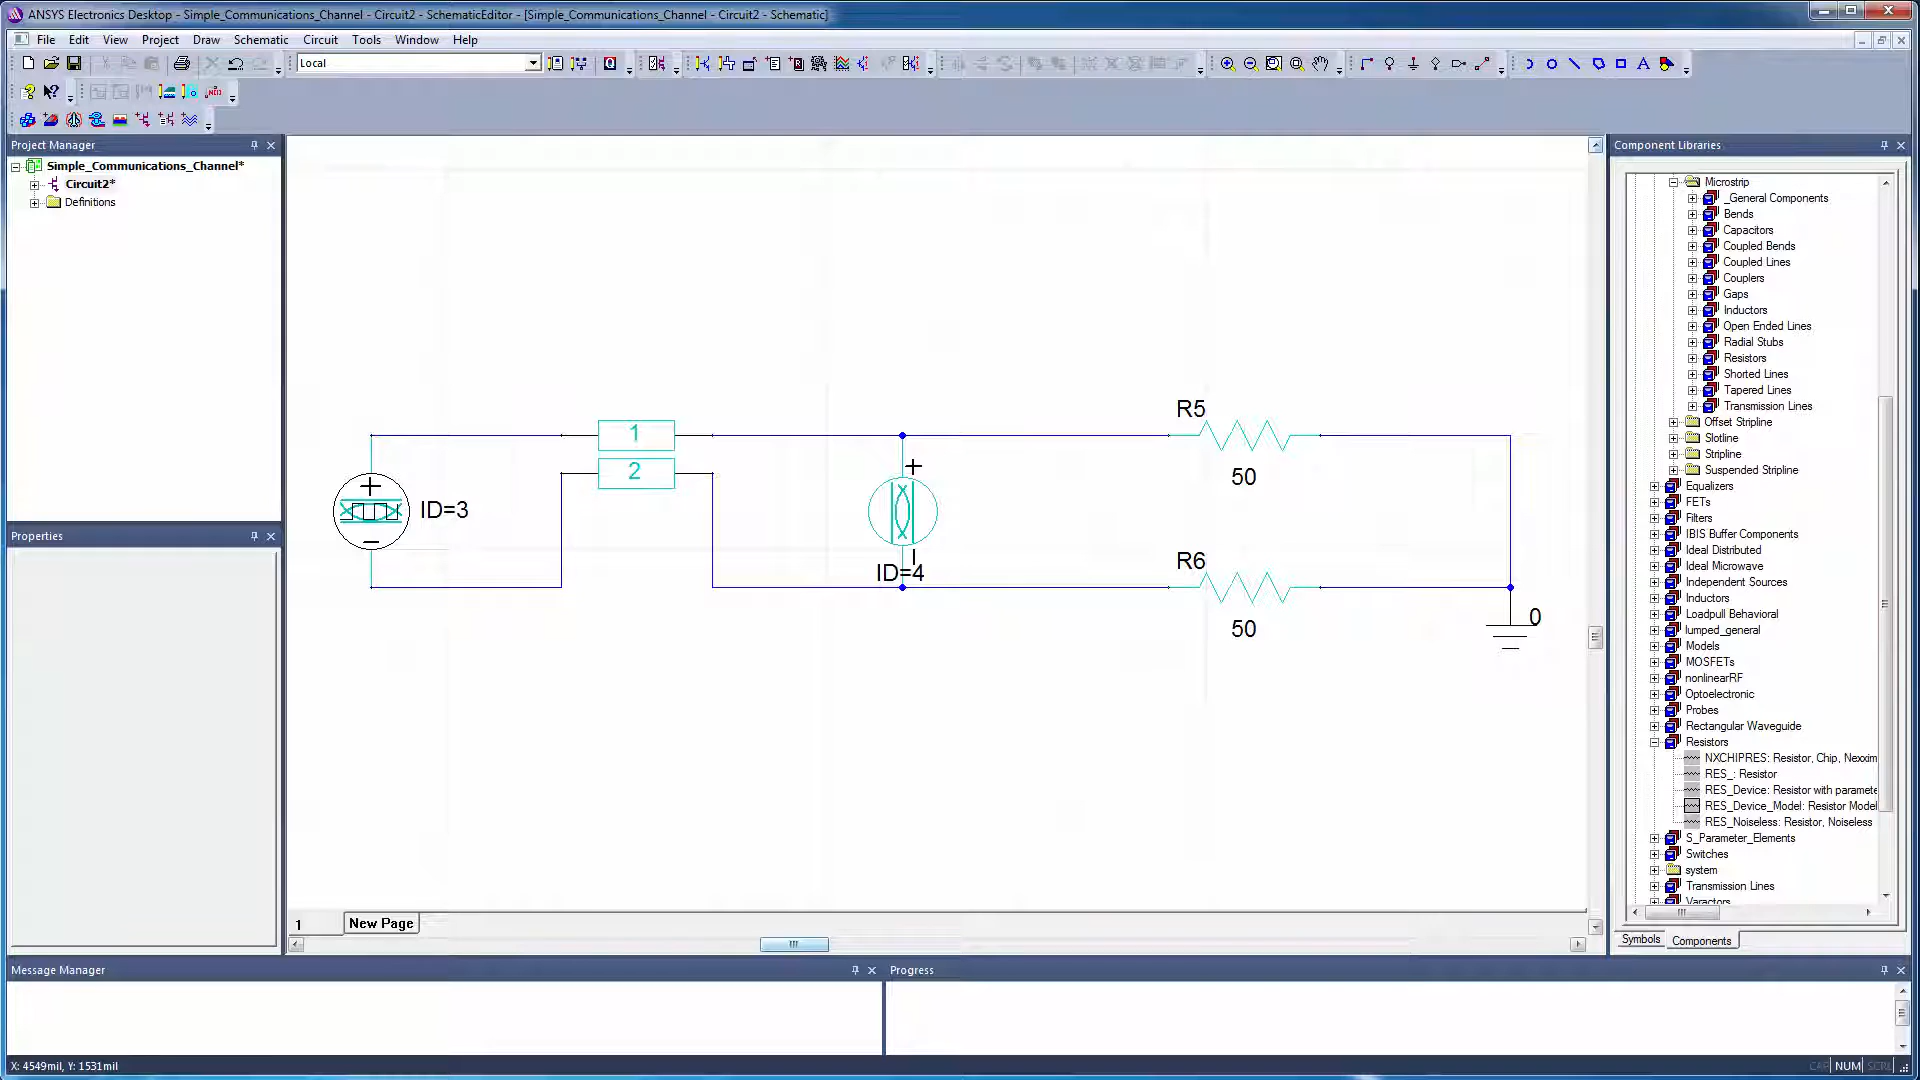 ANSYS Electronics Desktop - Simple_Communications_Channel - Circuit2 - SchematicEditor - [Simple_Communications_Channel - Circuit2 - Schematic]
File Edit View Project Draw Schematic Circuit Tools Window Help
Local
Project Manager
Simple_Communications_Channel*
Circuit2*
Definitions
Properties
1
2
ID=3
ID=4
R5
50
R6
50
0
1 New Page
Component Libraries
Microstrip
_General Components
Bends
Capacitors
Coupled Bends
Coupled Lines
Couplers
Gaps
Inductors
Open Ended Lines
Radial Stubs
Resistors
Shorted Lines
Tapered Lines
Transmission Lines
Offset Stripline
Slotline
Stripline
Suspended Stripline
Equalizers
FETs
Filters
IBIS Buffer Components
Ideal Distributed
Ideal Microwave
Independent Sources
Inductors
Loadpull Behavioral
lumped_general
Models
MOSFETs
nonlinearRF
Optoelectronic
Probes
Rectangular Waveguide
Resistors
NXCHIPRES: Resistor, Chip, Nexxim
RES_: Resistor
RES_Device: Resistor with paramete
RES_Device_Model: Resistor Model
RES_Noiseless: Resistor, Noiseless
S_Parameter_Elements
Switches
system
Transmission Lines
Varactors
Symbols Components
Message Manager
Progress
X: 4549mil, Y: 1531mil
CAP NUM SCRL